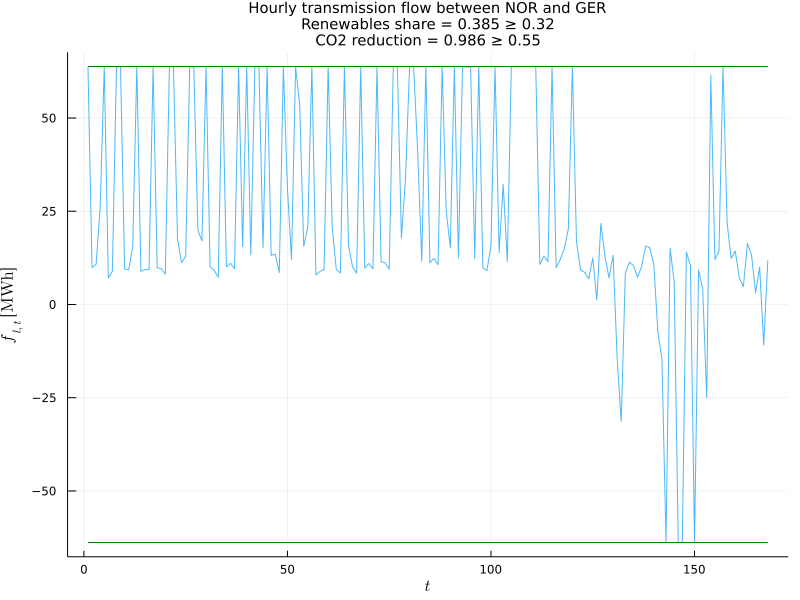 Hourly transmission flow between NOR and GER
Renewables share = 0.385 ≥ 0.32
CO2 reduction = 0.986 ≥ 0.55
50
25
0
−25
−50
f l,t [MWh]
0
50
100
150
t